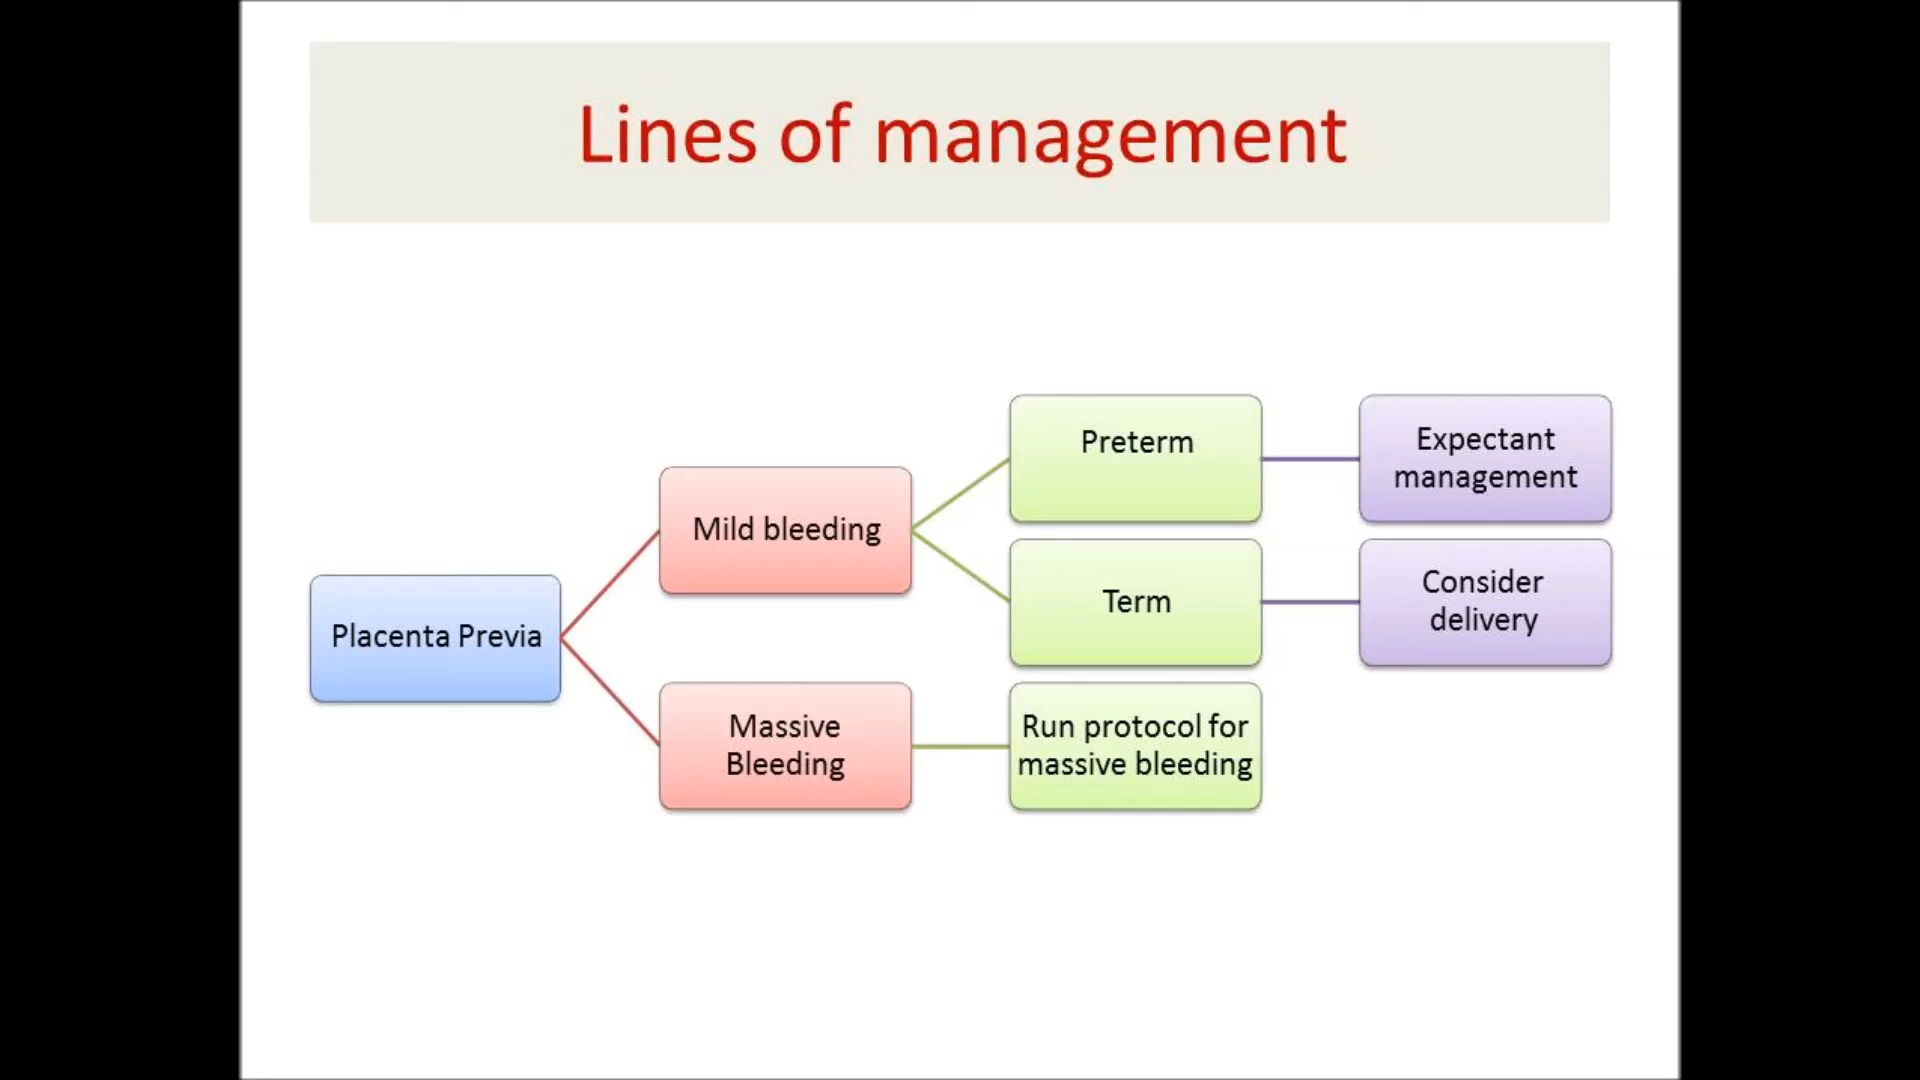 Lines of management
Placenta Previa
Mild bleeding
Preterm
Expectant
management
Term
Consider
delivery
Massive
Bleeding
Run protocol for
massive bleeding